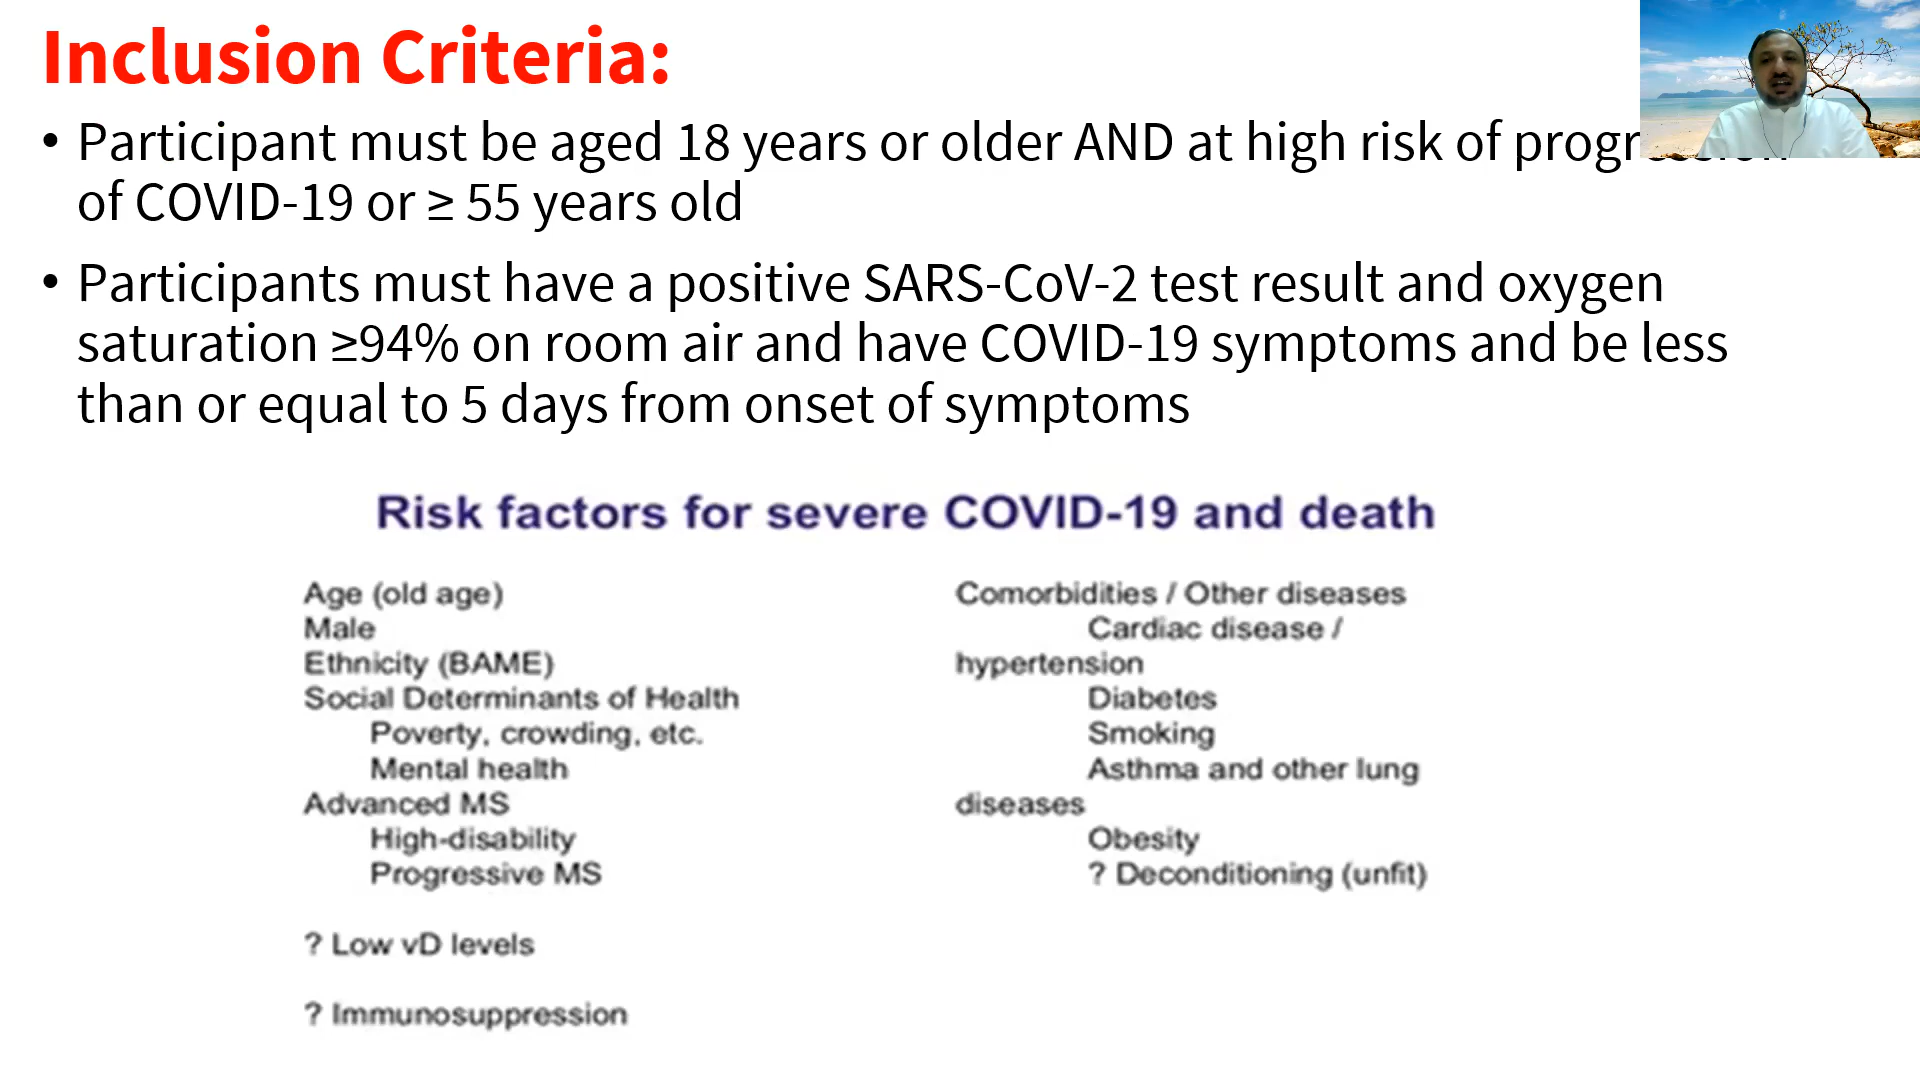 Inclusion Criteria:
• Participant must be aged 18 years or older AND at high risk of progression
of COVID-19 or ≥ 55 years old
• Participants must have a positive SARS-CoV-2 test result and oxygen
saturation ≥94% on room air and have COVID-19 symptoms and be less
than or equal to 5 days from onset of symptoms
Risk factors for severe COVID-19 and death
Age (old age)
Male
Ethnicity (BAME)
Social Determinants of Health
Poverty, crowding, etc.
Mental health
Advanced MS
High-disability
Progressive MS
? Low vD levels
? Immunosuppression
Comorbidities / Other diseases
Cardiac disease /
hypertension
Diabetes
Smoking
Asthma and other lung
diseases
Obesity
? Deconditioning (unfit)